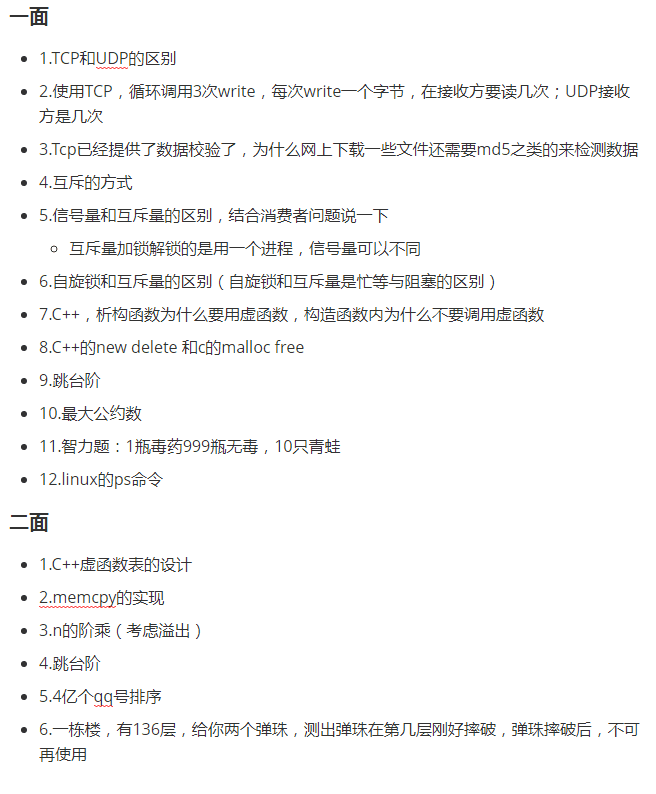 一面
1.TCP和UDP的区别
2.使用TCP，循环调用3次write，每次write一个字节，在接收方要读几次；UDP接收
方是几次
3.Tcp已经提供了数据校验了，为什么网上下载一些文件还需要md5之类的来检测数据
4.互斥的方式
5.信号量和互斥量的区别，结合消费者问题说一下
互斥量加锁解锁的是用一个进程，信号量可以不同
6.自旋锁和互斥量的区别（自旋锁和互斥量是忙等与阻塞的区别）
7.C++，析构函数为什么要用虚函数，构造函数内为什么不要调用虚函数
8.C++的new delete 和c的malloc free
9.跳台阶
10.最大公约数
11.智力题：1瓶毒药999瓶无毒，10只青蛙
12.linux的ps命令
二面
1.C++虚函数表的设计
2.memcpy的实现
3.n的阶乘（考虑溢出）
4.跳台阶
5.4亿个qq号排序
6.一栋楼，有136层，给你两个弹珠，测出弹珠在第几层刚好摔破，弹珠摔破后，不可
再使用